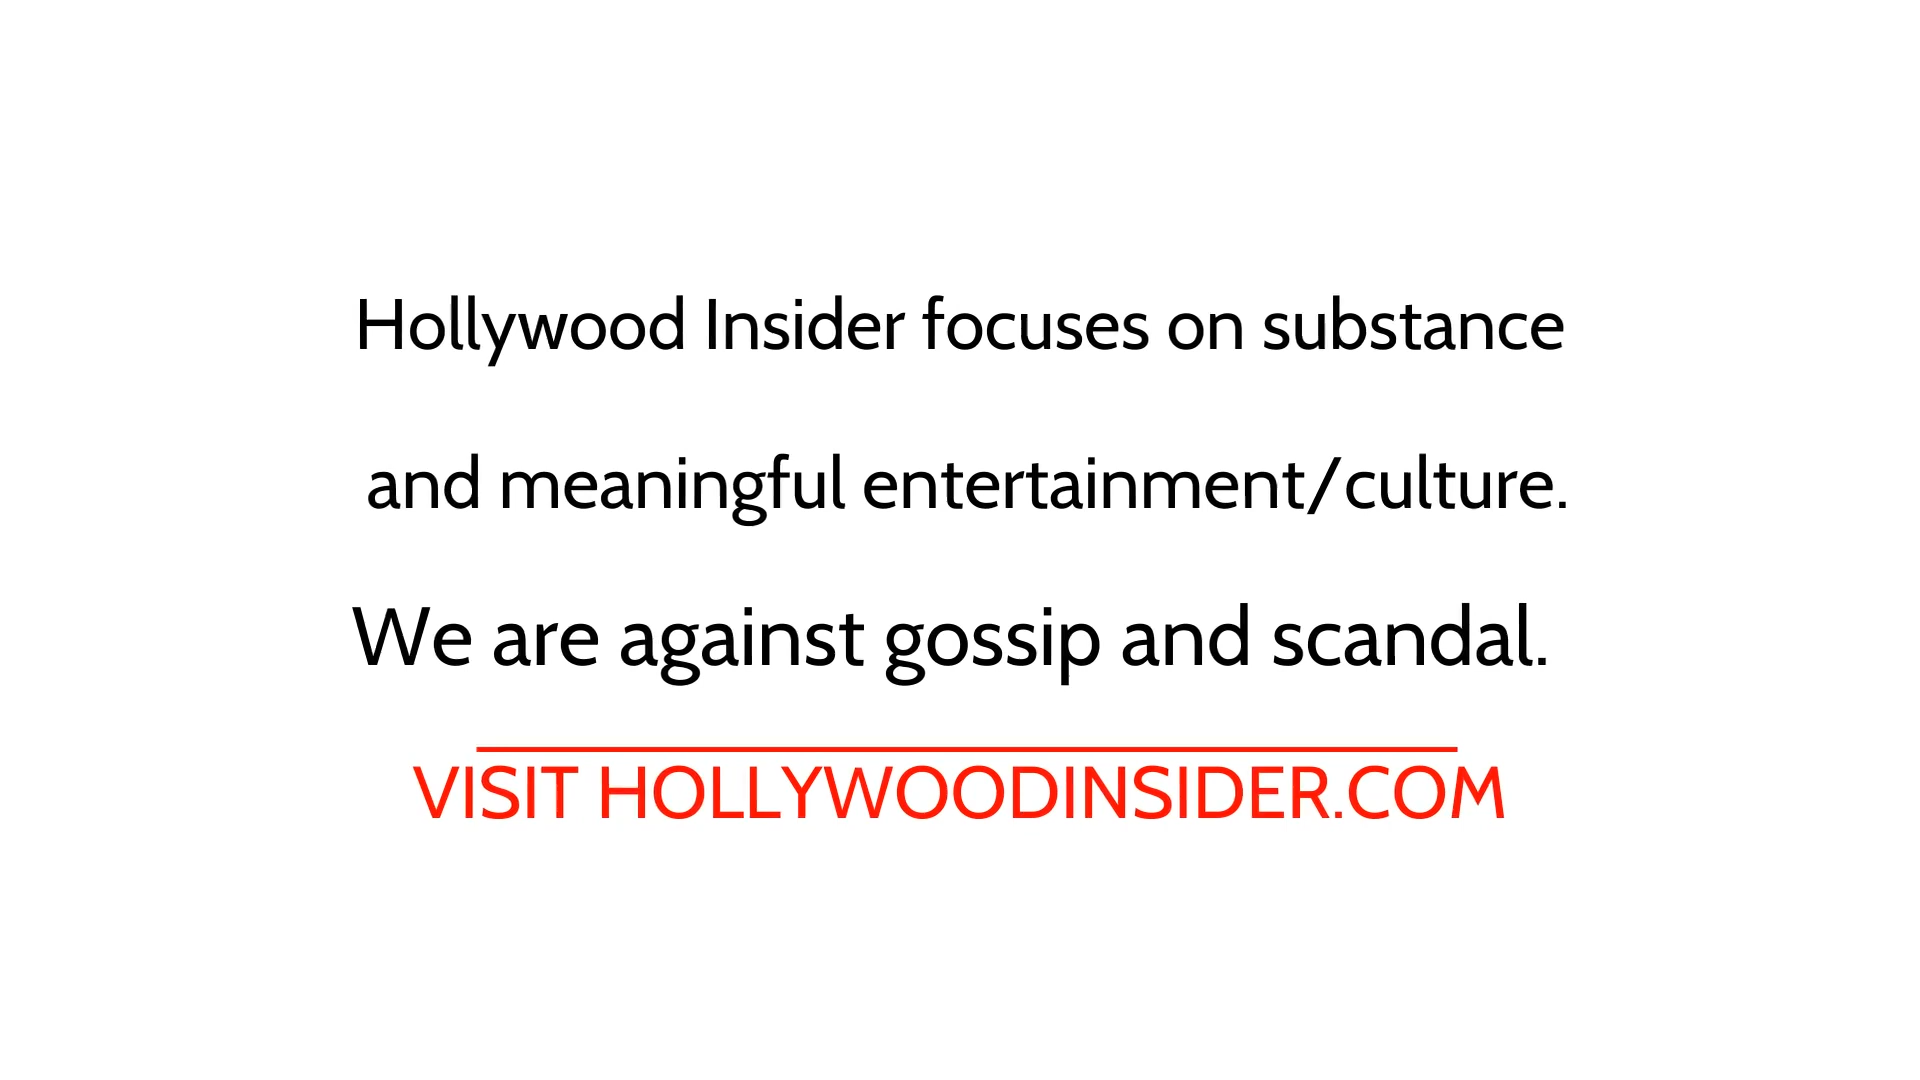 Hollywood Insider focuses on substance
and meaningful entertainment/culture.
We are against gossip and scandal.
VISIT HOLLYWOODINSIDER.COM